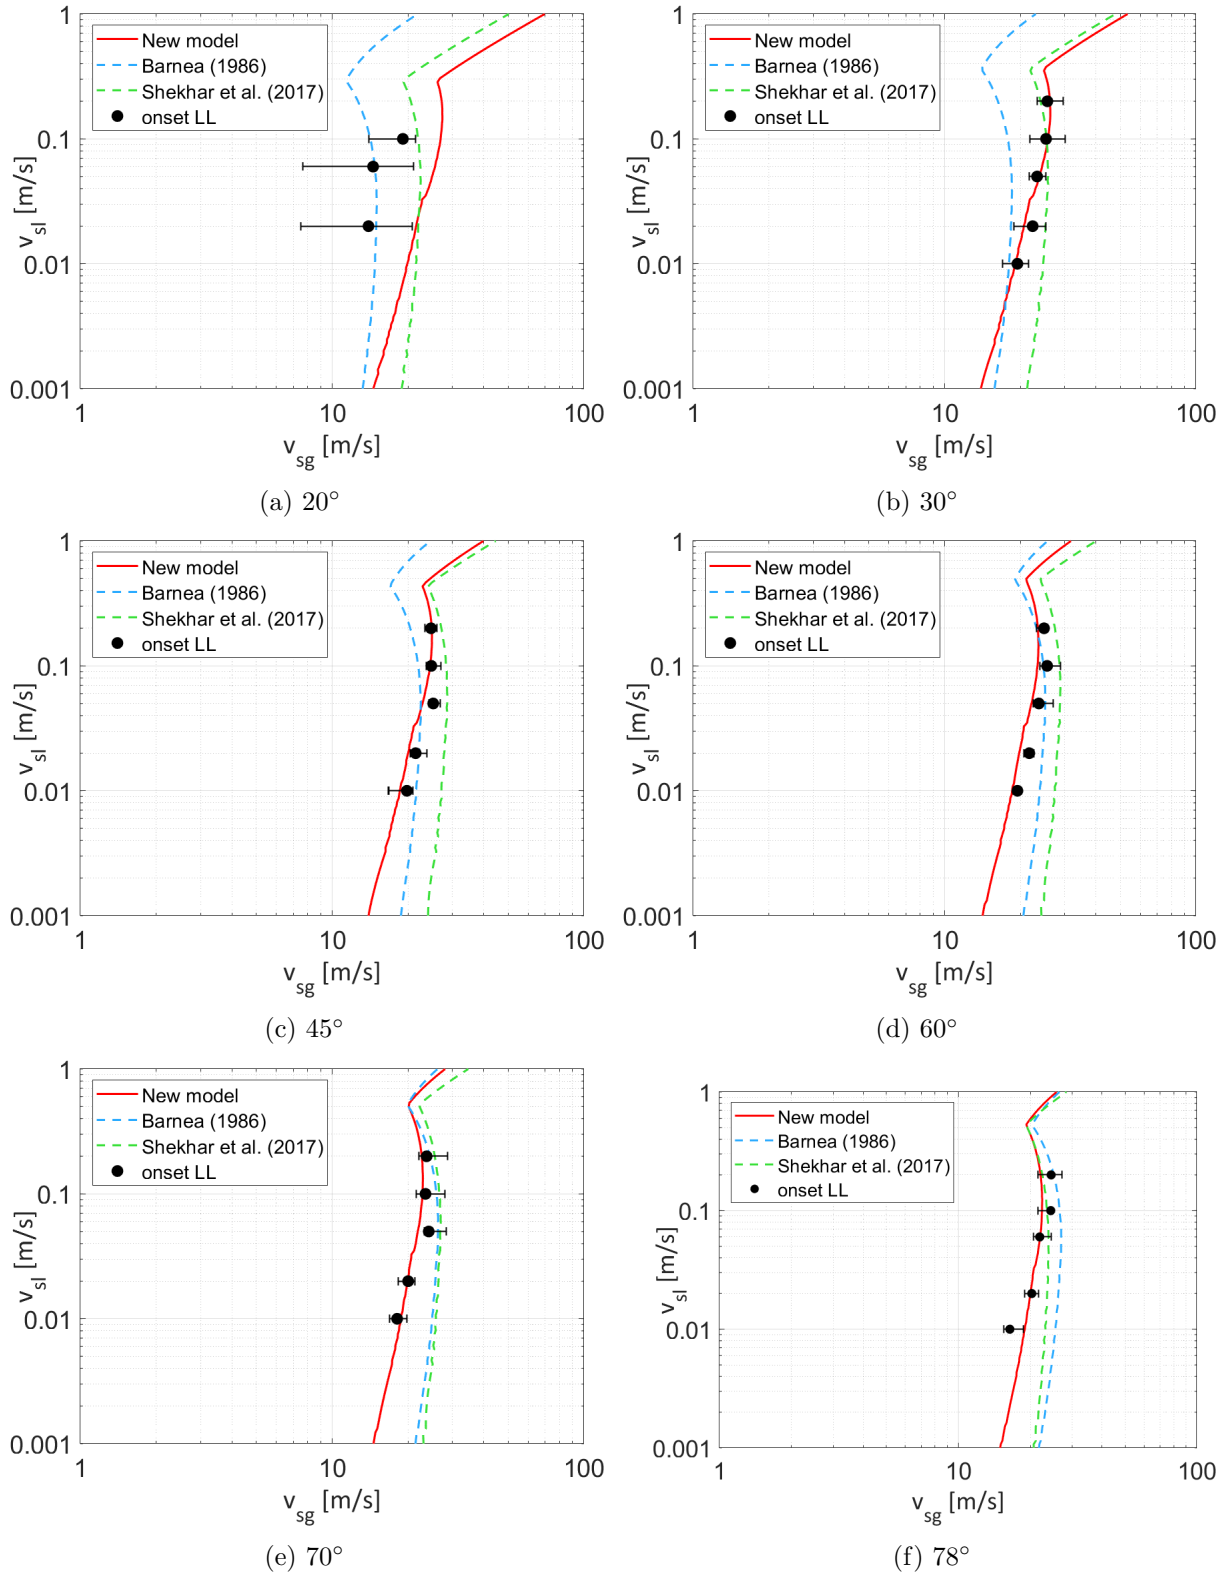 New model
Barnea (1986)
Shekhar et al. (2017)
onset LL
1
0.1
0.01
0.001
v_sl [m/s]
1
10
100
v_sg [m/s]
(a) 20°
New model
Barnea (1986)
Shekhar et al. (2017)
onset LL
1
0.1
0.01
0.001
v_sl [m/s]
1
10
100
v_sg [m/s]
(b) 30°
New model
Barnea (1986)
Shekhar et al. (2017)
onset LL
1
0.1
0.01
0.001
v_sl [m/s]
1
10
100
v_sg [m/s]
(c) 45°
New model
Barnea (1986)
Shekhar et al. (2017)
onset LL
1
0.1
0.01
0.001
v_sl [m/s]
1
10
100
v_sg [m/s]
(d) 60°
New model
Barnea (1986)
Shekhar et al. (2017)
onset LL
1
0.1
0.01
0.001
v_sl [m/s]
1
10
100
v_sg [m/s]
(e) 70°
New model
Barnea (1986)
Shekhar et al. (2017)
onset LL
1
0.1
0.01
0.001
v_sl [m/s]
1
10
100
v_sg [m/s]
(f) 78°